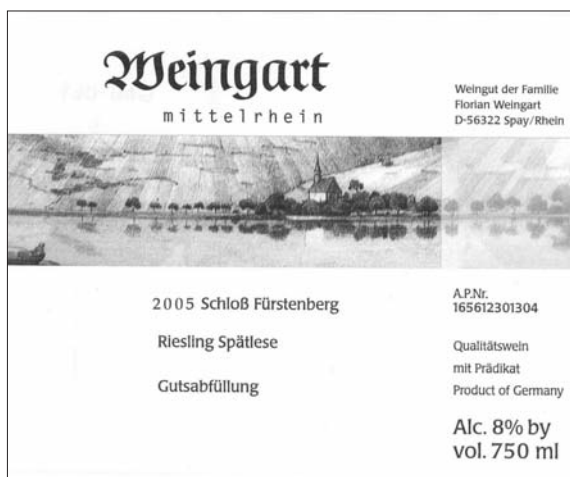 Weingart
mittelrhein
Weingut der Familie
Florian Weingart
D-56322 Spay/Rhein
2005 Schloß Fürstenberg
Riesling Spätlese
Gutsabfüllung
A.P.Nr.
165612301304
Qualitätswein
mit Prädikat
Product of Germany
Alc. 8% by
vol. 750 ml